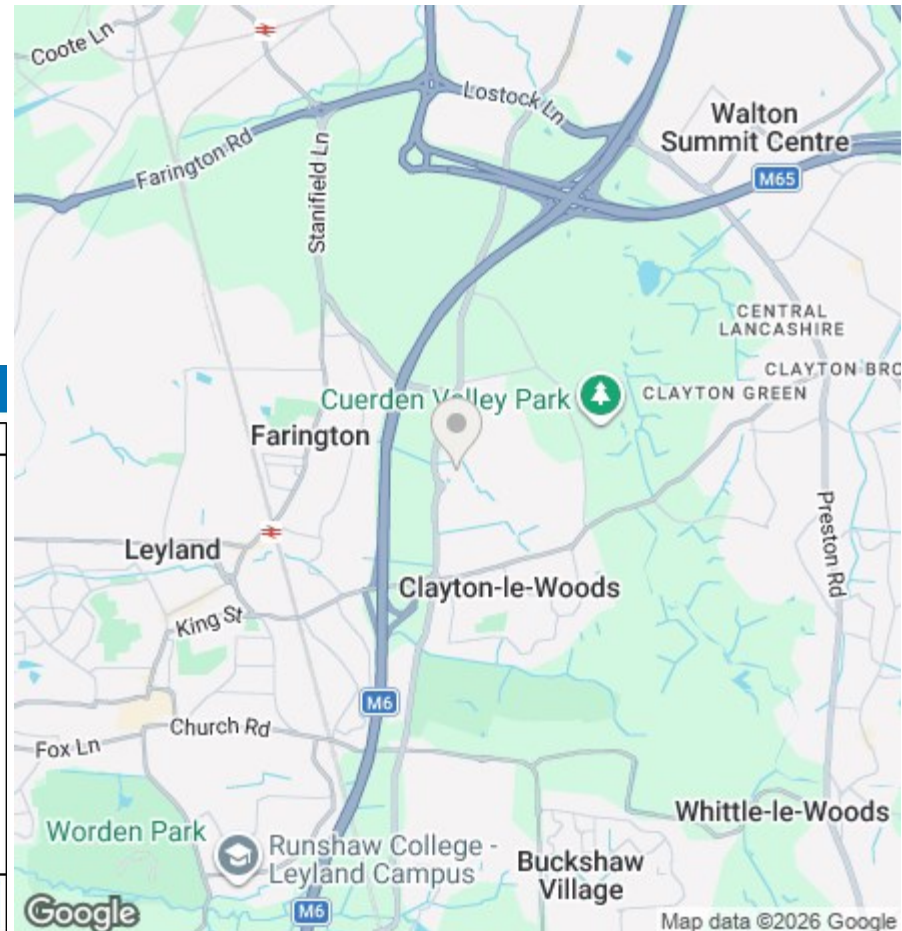 Coote Ln
Lostock Ln
Walton
Summit Centre
Farington Rd
M65
Stanifield Ln
CENTRAL
LANCASHIRE
CLAYTON BRO
Cuerden Valley Park
CLAYTON GREEN
Farington
Preston Rd
Leyland
Clayton-le-Woods
King St
M6
Church Rd
Fox Ln
Whittle-le-Woods
Worden Park
Runshaw College -
Leyland Campus
Buckshaw
Village
M6
Google
Map data ©2026 Google